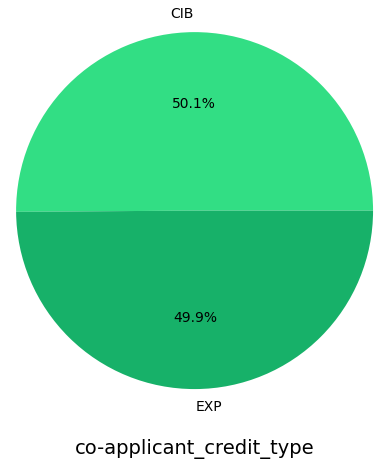 CIB
50.1%
49.9%
EXP
co-applicant_credit_type